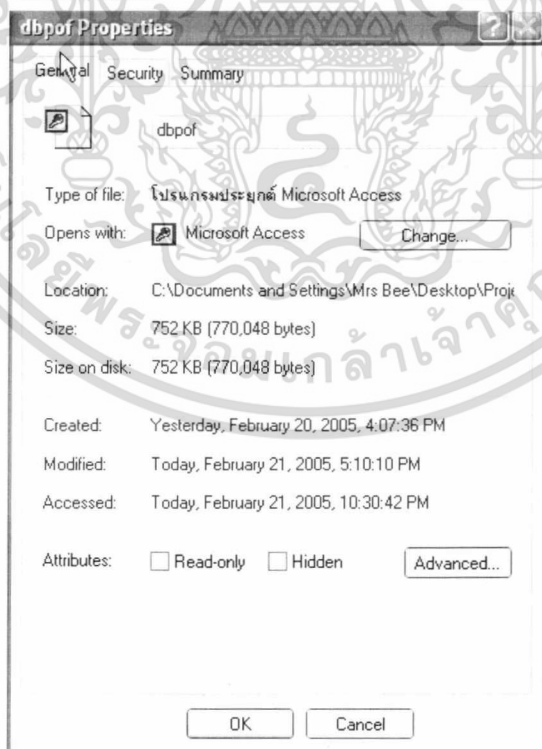 dbpof Properties
General Security Summary
dbpof
Type of file: โปรแกรมประยุกต์ Microsoft Access
Opens with: Microsoft Access Change...
Location: C:\Documents and Settings\Mrs Bee\Desktop\Proje
Size: 752 KB (770,048 bytes)
Size on disk: 752 KB (770,048 bytes)
Created: Yesterday, February 20, 2005, 4:07:36 PM
Modified: Today, February 21, 2005, 5:10:10 PM
Accessed: Today, February 21, 2005, 10:30:42 PM
Attributes: Read-only Hidden Advanced...
OK Cancel